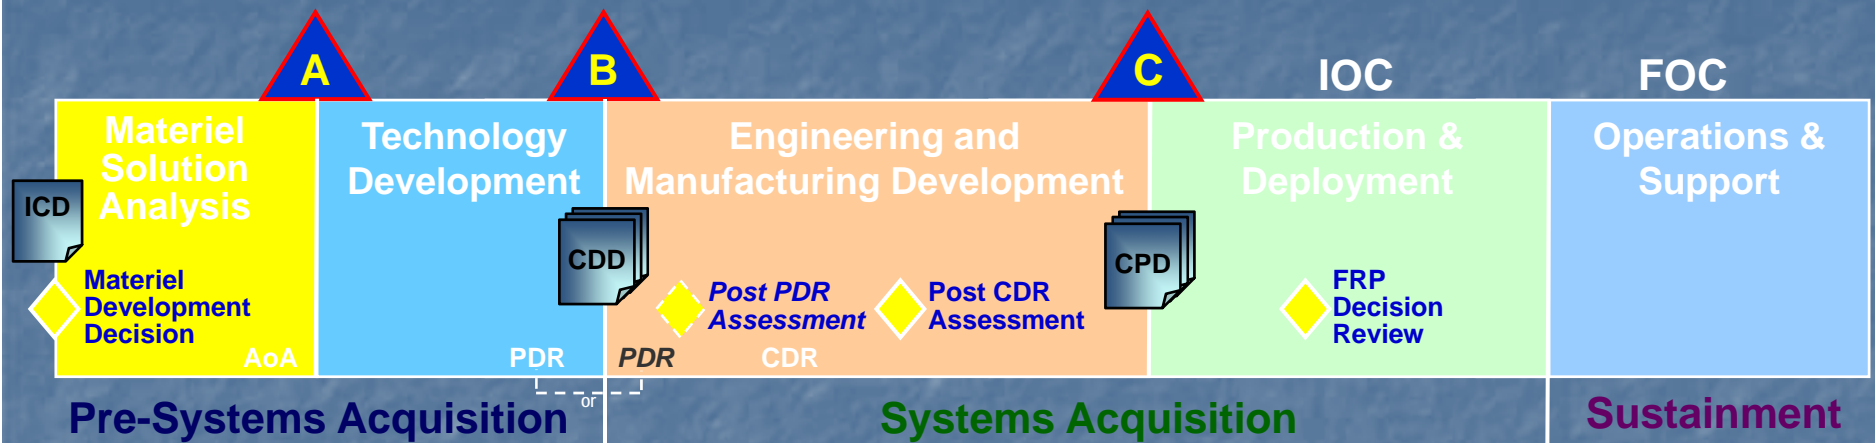 A
B
C
IOC
FOC
Materiel
Solution
Analysis
Technology
Development
Engineering and
Manufacturing Development
Production &
Deployment
Operations &
Support
ICD
CDD
CPD
Materiel
Development
Decision
Post PDR
Assessment
Post CDR
Assessment
FRP
Decision
Review
AoA
PDR
PDR
CDR
or
Pre-Systems Acquisition
Systems Acquisition
Sustainment